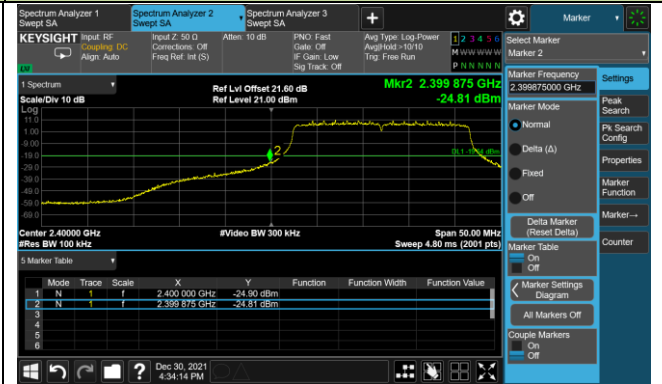 Spectrum Analyzer 1
Swept SA
Spectrum Analyzer 2
Swept SA
Spectrum Analyzer 3
Swept SA
+
Marker
KEYSIGHT
Input: RF
Coupling: DC
Align: Auto
Input Z: 50 Ω
Corrections: Off
Freq Ref: Int (S)
Atten: 10 dB
PNO: Fast
Gate: Off
IF Gain: Low
Sig Track: Off
Avg Type: Log-Power
Avg|Hold:>10/10
Trig: Free Run
1 2 3 4 5 6
M W W W W W
P N N N N N
LV
Select Marker
Marker 2
1 Spectrum
Scale/Div 10 dB
Log
Ref Lvl Offset 21.60 dB
Ref Level 21.00 dBm
Mkr2 2.399 875 GHz
-24.81 dBm
11.0
1.00
-9.00
-19.0
-29.0
-39.0
-49.0
-59.0
-69.0
2
Center 2.40000 GHz
#Res BW 100 kHz
#Video BW 300 kHz
Span 50.00 MHz
Sweep 4.80 ms (2001 pts)
5 Marker Table
Mode Trace Scale X Y Function Function Width Function Value
1 N 1 f 2.400 000 GHz -24.90 dBm
2 N 1 f 2.399 875 GHz -24.81 dBm
3
4
5
6
Marker Frequency
2.399875000 GHz
Marker Mode
Normal
Delta (Δ)
Fixed
Off
Delta Marker
(Reset Delta)
Marker Table
On
Off
Marker Settings
Diagram
All Markers Off
Couple Markers
On
Off
Settings
Peak
Search
Pk Search
Config
Properties
Marker
Function
Marker→
Counter
?
Dec 30, 2021
4:34:14 PM